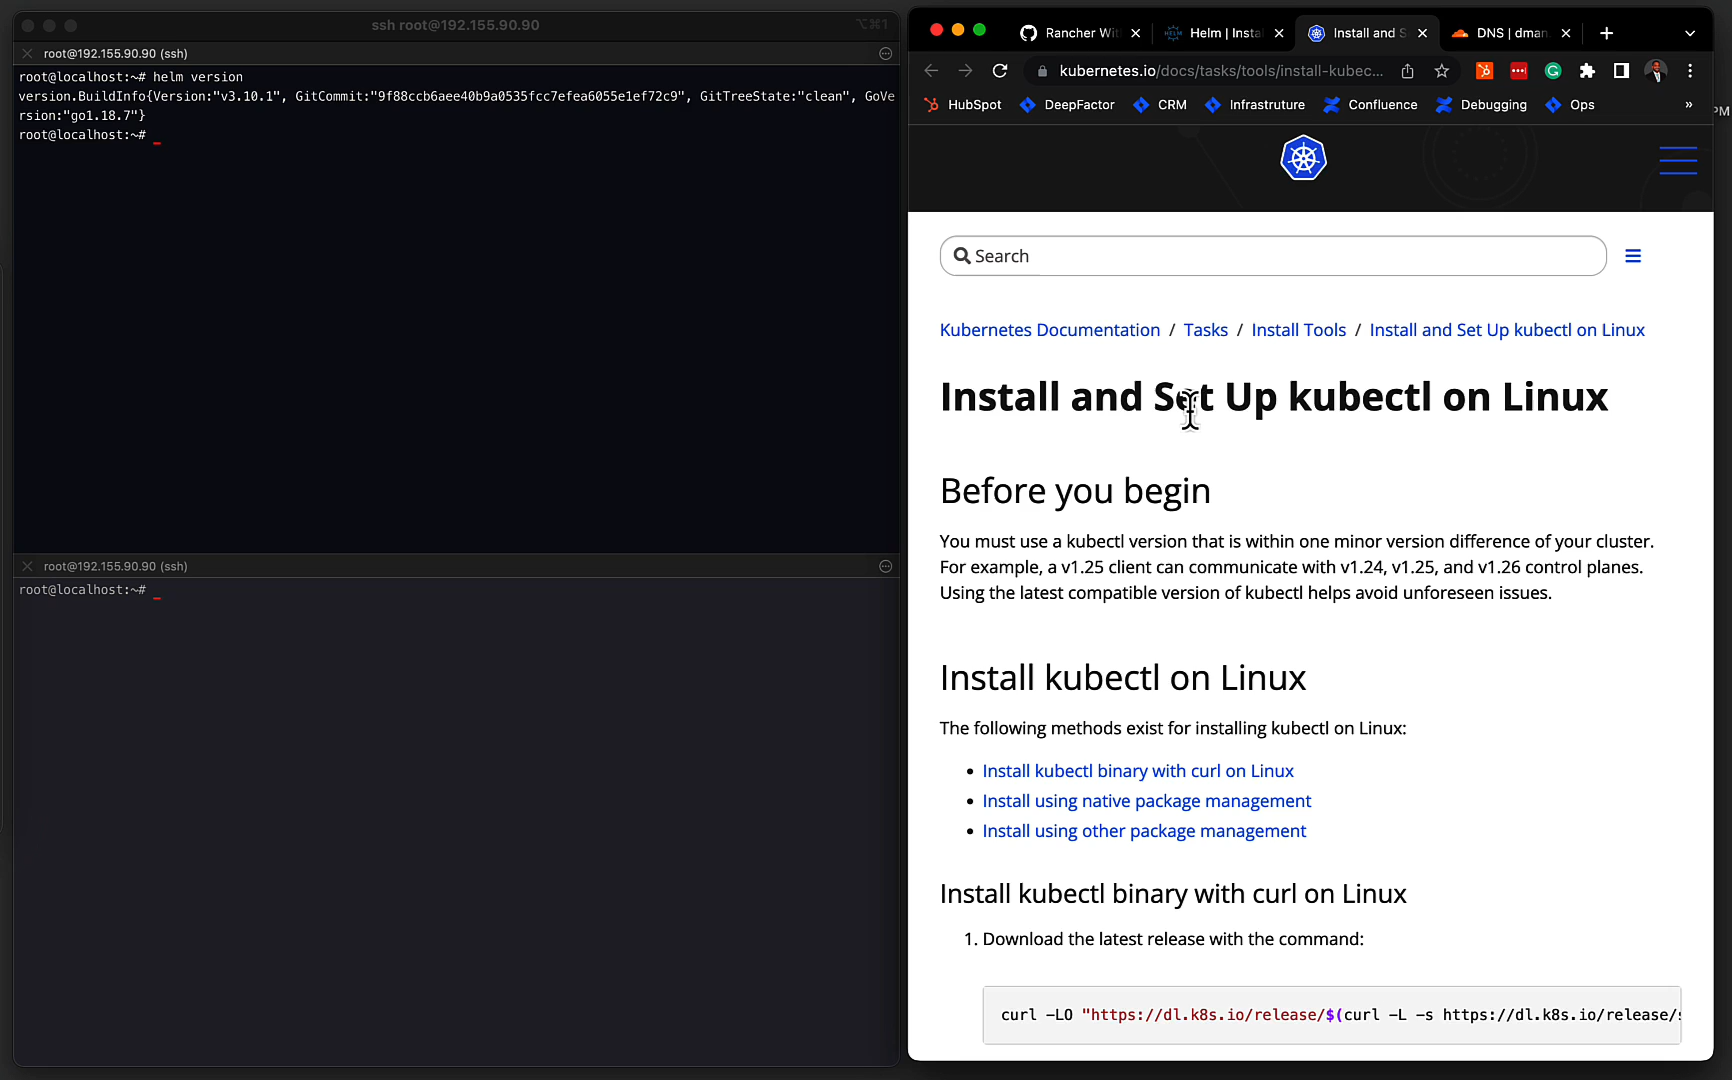 ssh root@192.155.90.90
⌥⌘1
root@192.155.90.90 (ssh)
root@localhost:~# helm version
version.BuildInfo{Version:"v3.10.1", GitCommit:"9f88ccb6aee40b9a0535fcc7efea6055e1ef72c9", GitTreeState:"clean", GoVe
rsion:"go1.18.7"}
root@localhost:~#
root@192.155.90.90 (ssh)
root@localhost:~#
Rancher Wit
Helm | Insta
Install and S
DNS | dman
kubernetes.io/docs/tasks/tools/install-kubec...
HubSpot
DeepFactor
CRM
Infrastruture
Confluence
Debugging
Ops
»
PM
Search
Kubernetes Documentation / Tasks / Install Tools / Install and Set Up kubectl on Linux
Install and Set Up kubectl on Linux
Before you begin
You must use a kubectl version that is within one minor version difference of your cluster.
For example, a v1.25 client can communicate with v1.24, v1.25, and v1.26 control planes.
Using the latest compatible version of kubectl helps avoid unforeseen issues.
Install kubectl on Linux
The following methods exist for installing kubectl on Linux:
• Install kubectl binary with curl on Linux
• Install using native package management
• Install using other package management
Install kubectl binary with curl on Linux
1. Download the latest release with the command:
curl -LO "https://dl.k8s.io/release/$(curl -L -s https://dl.k8s.io/release/s